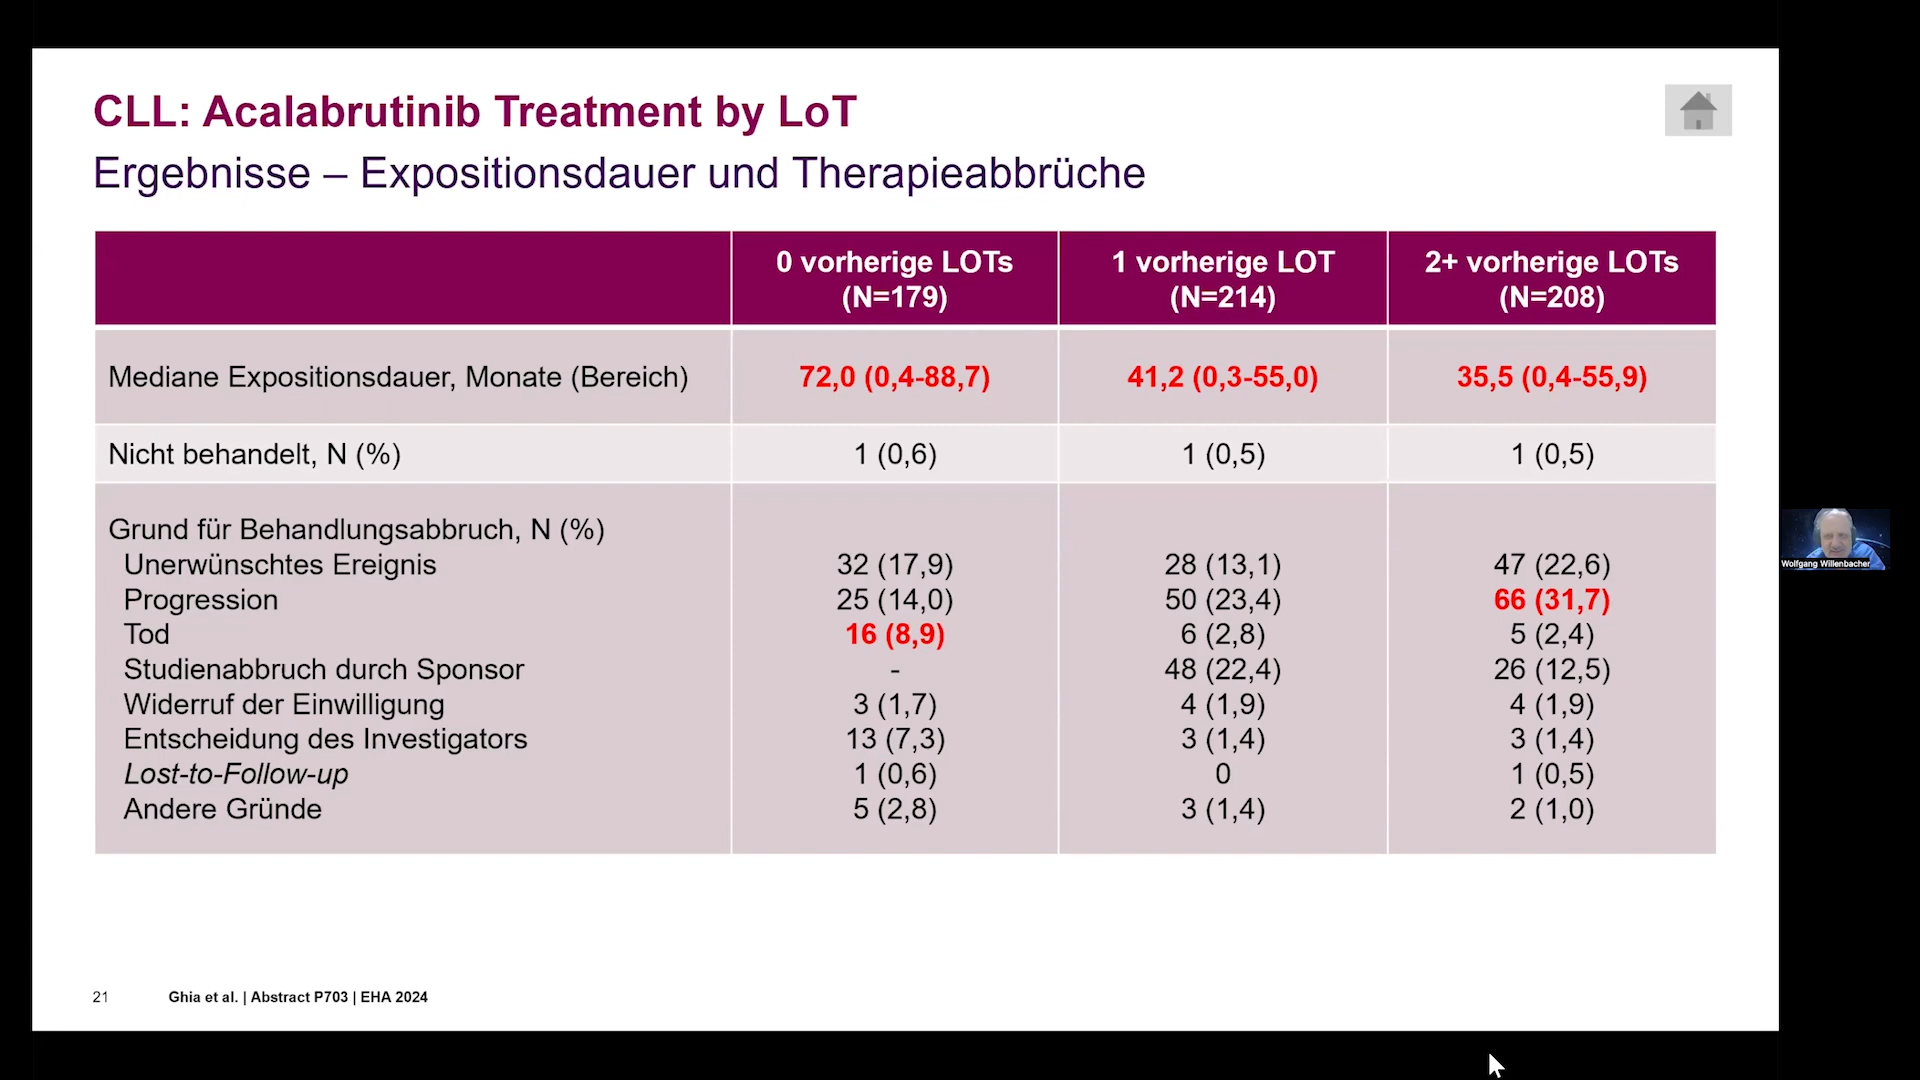 CLL: Acalabrutinib Treatment by LoT
Ergebnisse – Expositionsdauer und Therapieabbrüche
0 vorherige LOTs (N=179)
1 vorherige LOT (N=214)
2+ vorherige LOTs (N=208)
Mediane Expositionsdauer, Monate (Bereich) 72,0 (0,4-88,7) 41,2 (0,3-55,0) 35,5 (0,4-55,9)
Nicht behandelt, N (%) 1 (0,6) 1 (0,5) 1 (0,5)
Grund für Behandlungsabbruch, N (%)
Unerwünschtes Ereignis 32 (17,9) 28 (13,1) 47 (22,6)
Progression 25 (14,0) 50 (23,4) 66 (31,7)
Tod 16 (8,9) 6 (2,8) 5 (2,4)
Studienabbruch durch Sponsor - 48 (22,4) 26 (12,5)
Widerruf der Einwilligung 3 (1,7) 4 (1,9) 4 (1,9)
Entscheidung des Investigators 13 (7,3) 3 (1,4) 3 (1,4)
Lost-to-Follow-up 1 (0,6) 0 1 (0,5)
Andere Gründe 5 (2,8) 3 (1,4) 2 (1,0)
Wolfgang Willenbacher
21 Ghia et al. | Abstract P703 | EHA 2024